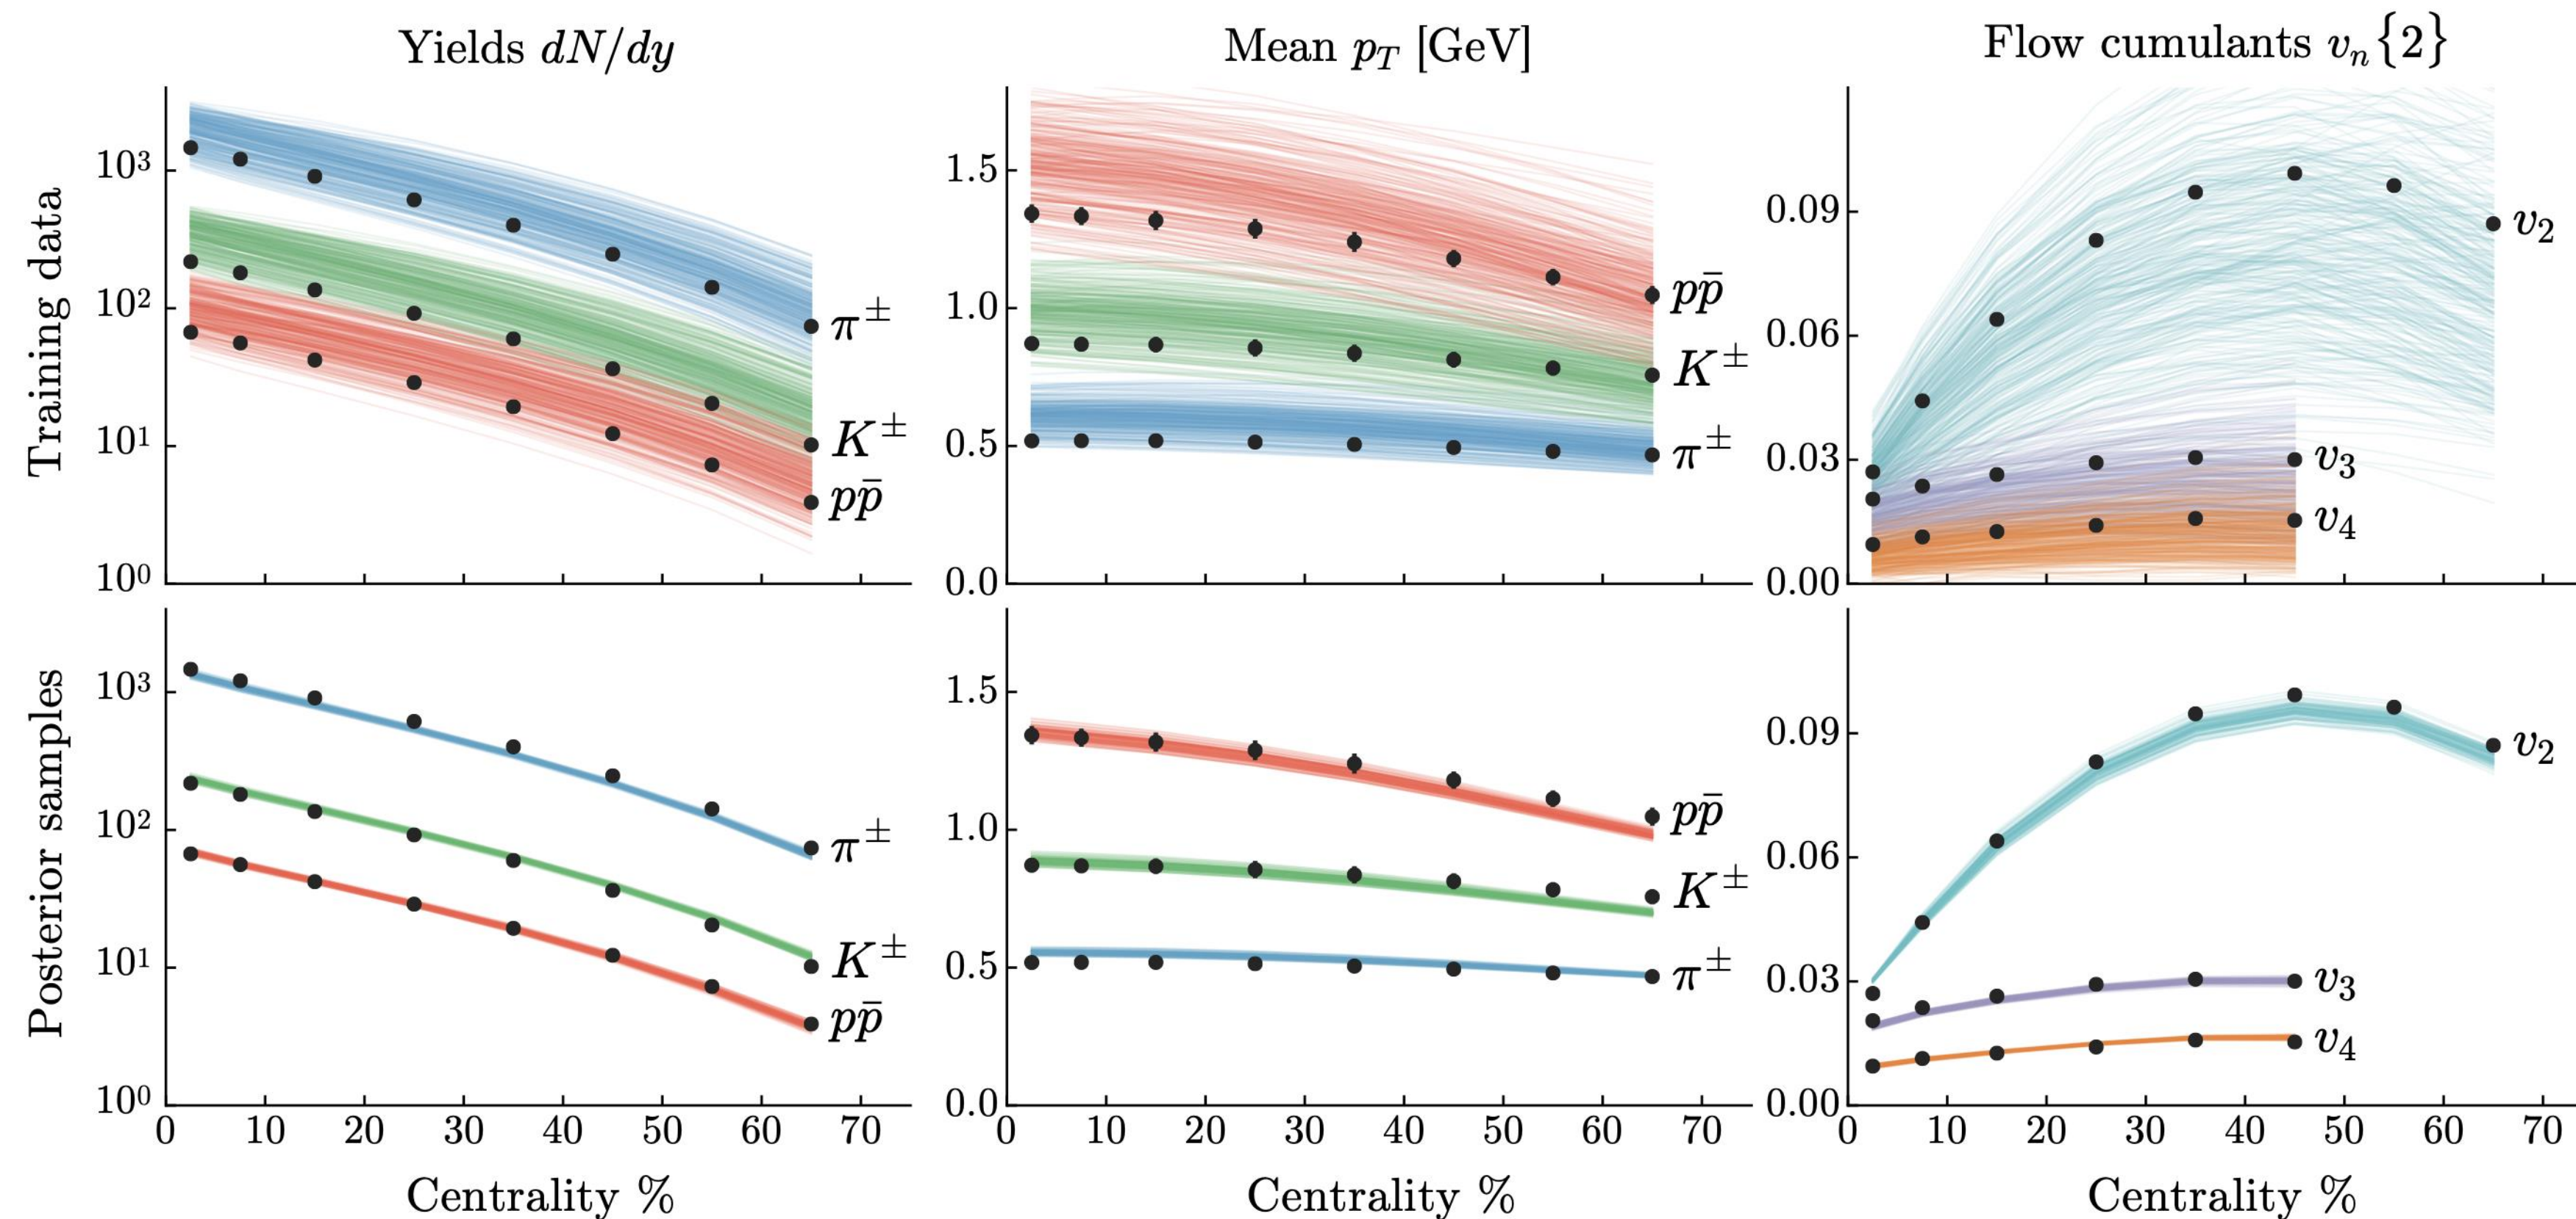 Yields dN/dy
Mean p_T [GeV]
Flow cumulants v_n{2}
Training data
10³
10²
10¹
10⁰
π±
K±
pp̄
1.5
1.0
0.5
0.0
pp̄
K±
π±
0.09
0.06
0.03
0.00
v₂
v₃
v₄
Posterior samples
10³
10²
10¹
10⁰
π±
K±
pp̄
0 10 20 30 40 50 60 70
Centrality %
1.5
1.0
0.5
0.0
pp̄
K±
π±
0 10 20 30 40 50 60 70
Centrality %
0.09
0.06
0.03
0.00
v₂
v₃
v₄
0 10 20 30 40 50 60 70
Centrality %